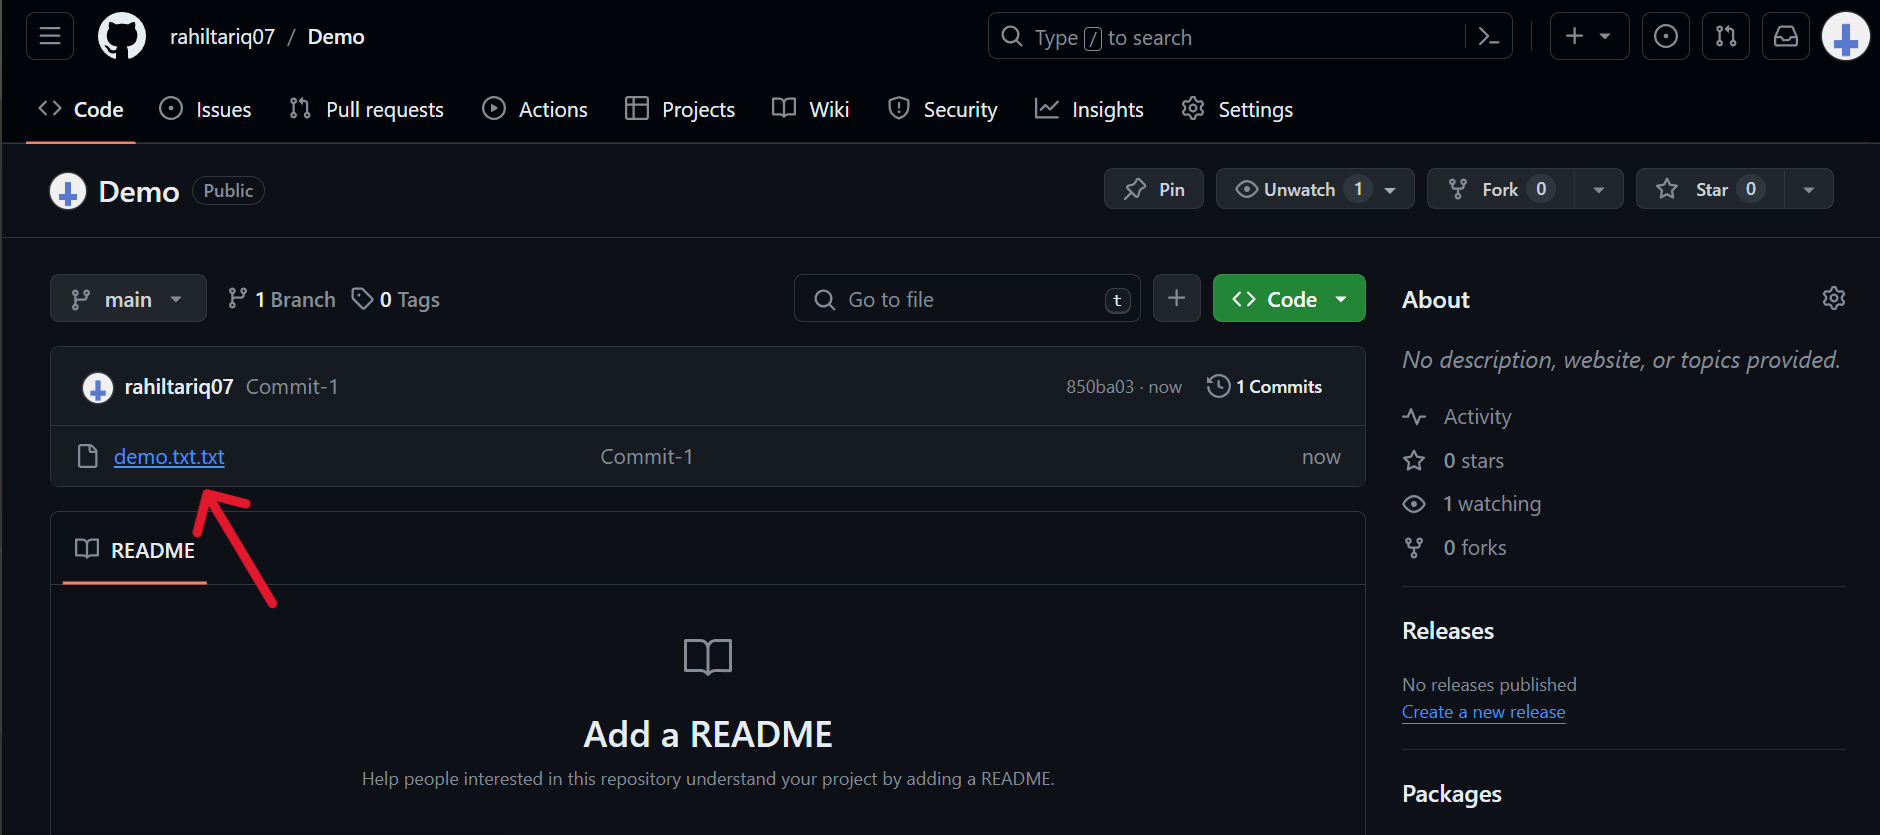 rahiltariq07 / Demo
Type / to search
Code Issues Pull requests Actions Projects Wiki Security Insights Settings
Demo Public
Pin Unwatch 1 Fork 0 Star 0
main 1 Branch 0 Tags
Go to file t
Code
rahiltariq07 Commit-1 850ba03 · now 1 Commits
demo.txt.txt Commit-1 now
README
Add a README
Help people interested in this repository understand your project by adding a README.
About
No description, website, or topics provided.
Activity
0 stars
1 watching
0 forks
Releases
No releases published
Create a new release
Packages